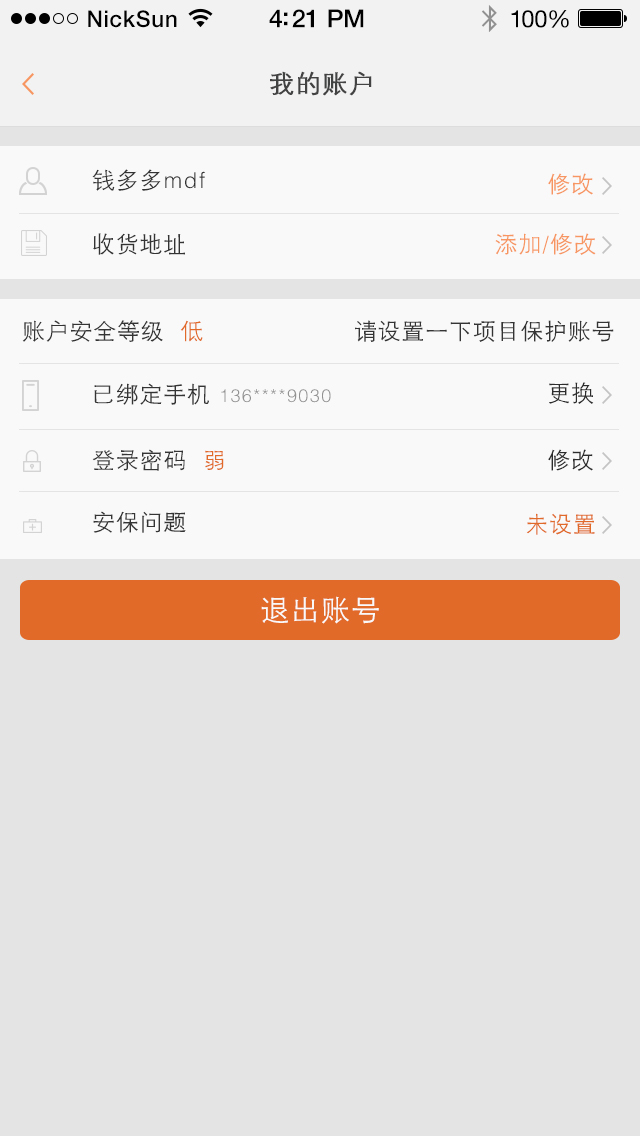 NickSun 4:21 PM 100%
我的账户
钱多多mdf 修改
收货地址 添加/修改
账户安全等级 低 请设置一下项目保护账号
已绑定手机 136****9030 更换
登录密码 弱 修改
安保问题 未设置
退出账号